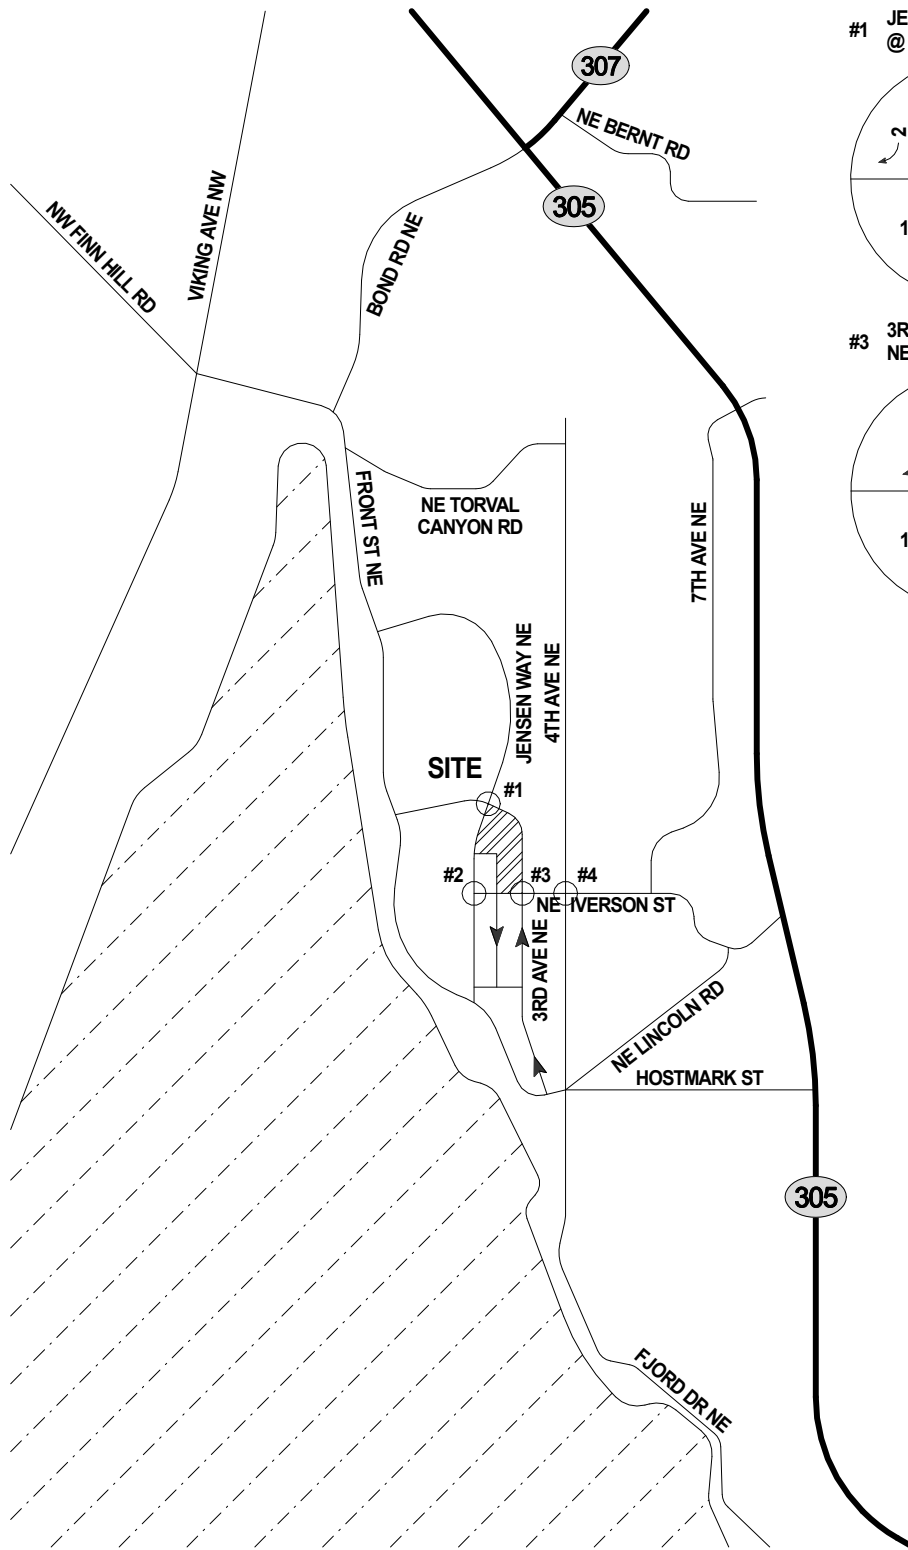 #1 JE
@
307
NE BERNT RD
2
305
NW FINN HILL RD
VIKING AVE NW
BOND RD NE
1
#3 3R
NE
FRONT ST NE
NE TORVAL
CANYON RD
7TH AVE NE
1
JENSEN WAY NE
4TH AVE NE
SITE
#1
#2
#3
#4
NE IVERSON ST
3RD AVE NE
NE LINCOLN RD
HOSTMARK ST
305
FJORD DR NE